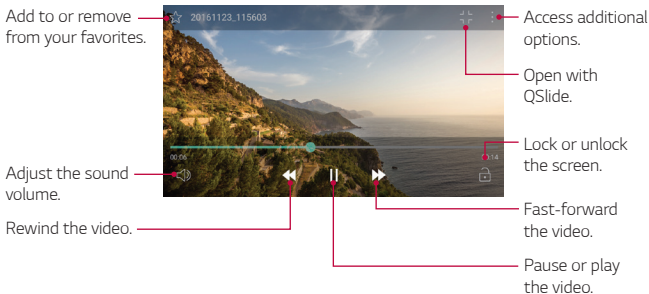 Add to or remove
from your favorites.
20161123_115603
Access additional
options.
Open with
QSlide.
00:06
Lock or unlock
the screen.
Adjust the sound
volume.
Rewind the video.
Fast-forward
the video.
Pause or play
the video.